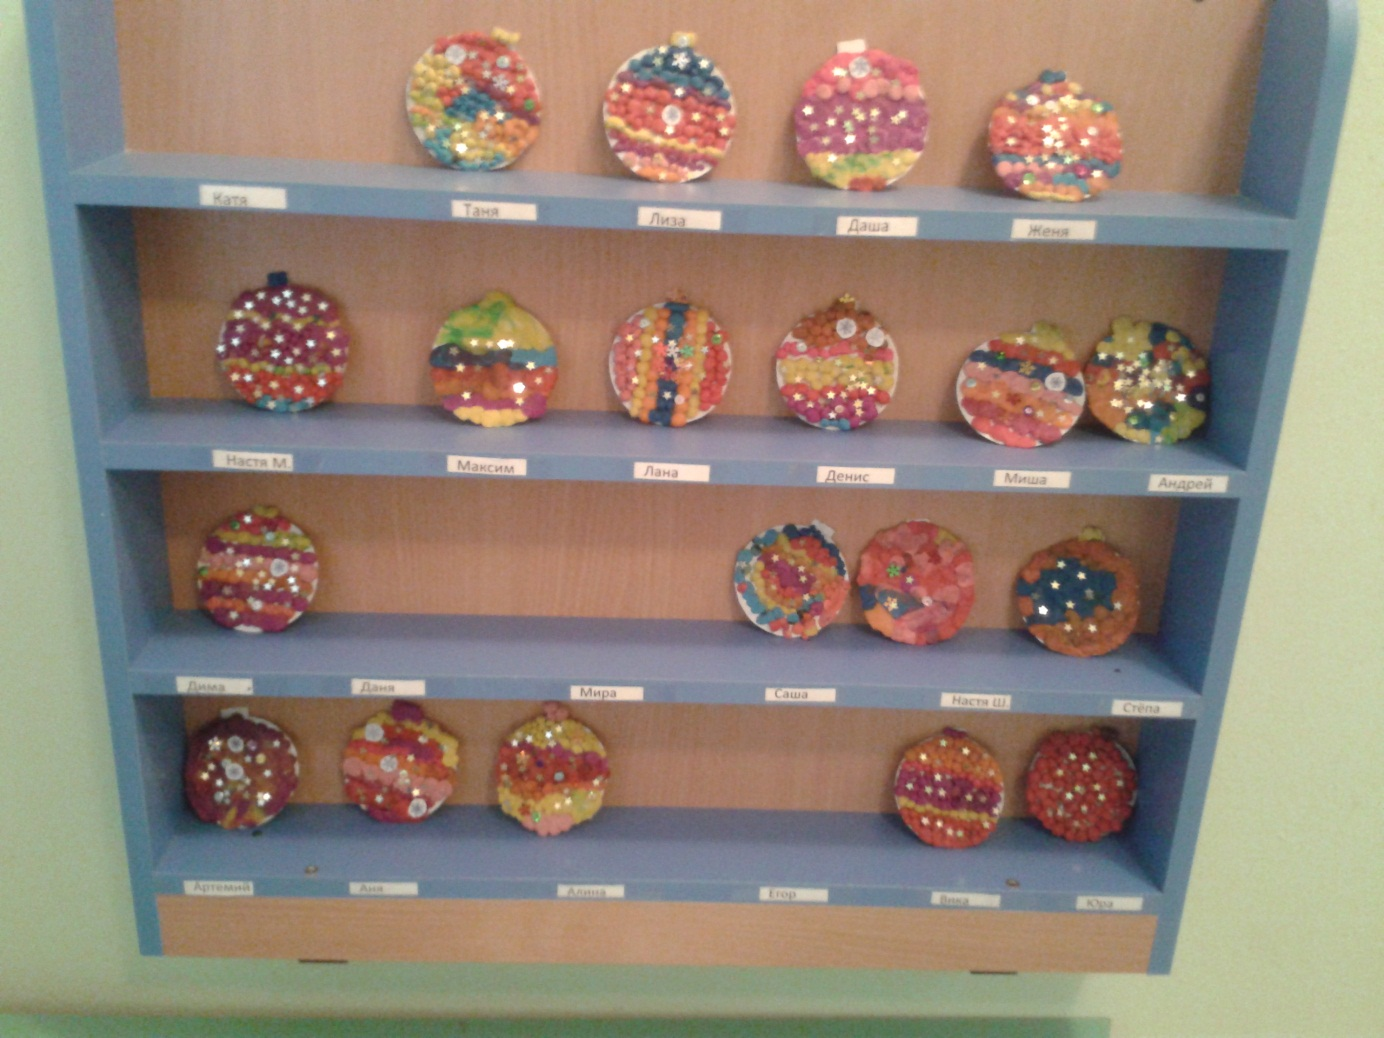 Катя
Таня
Лиза
Даша
Женя
Настя М.
Максим
Лана
Денис
Миша
Андрей
Дима
Даня
Мира
Саша
Настя Ш.
Стёпа
Артемий
Аня
Алина
Егор
Вика
Юра